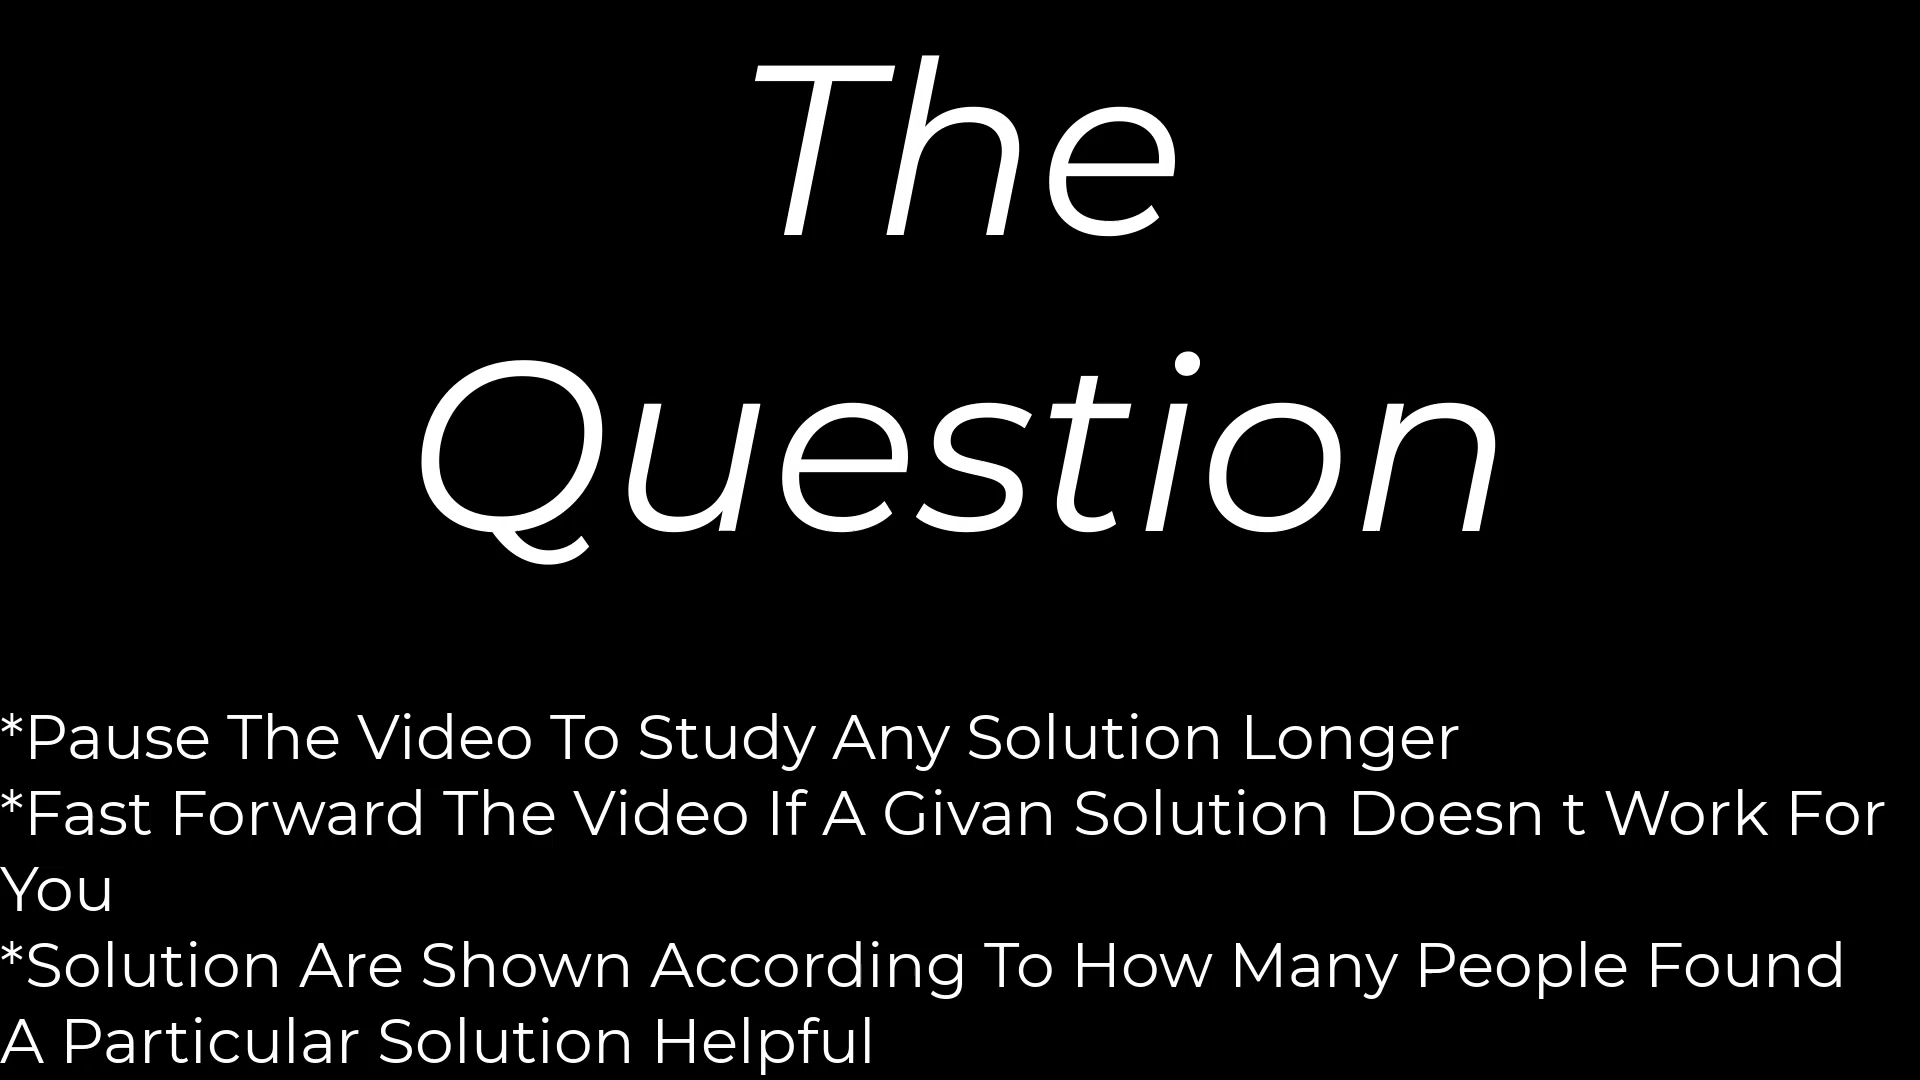 The
Question
*Pause The Video To Study Any Solution Longer
*Fast Forward The Video If A Givan Solution Doesn t Work For
You
*Solution Are Shown According To How Many People Found
A Particular Solution Helpful